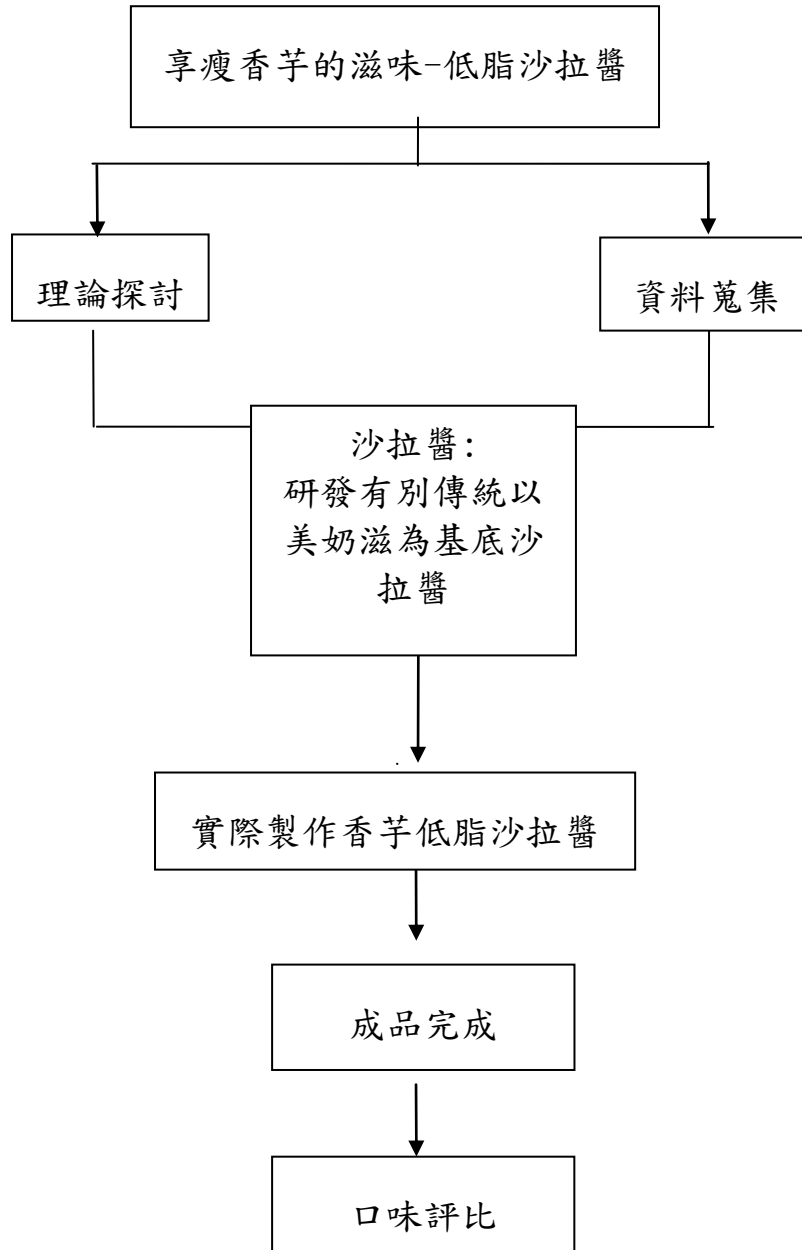 享瘦香芋的滋味-低脂沙拉醬
理論探討
資料蒐集
沙拉醬:
研發有別傳統以
美奶滋為基底沙
拉醬
實際製作香芋低脂沙拉醬
成品完成
口味評比